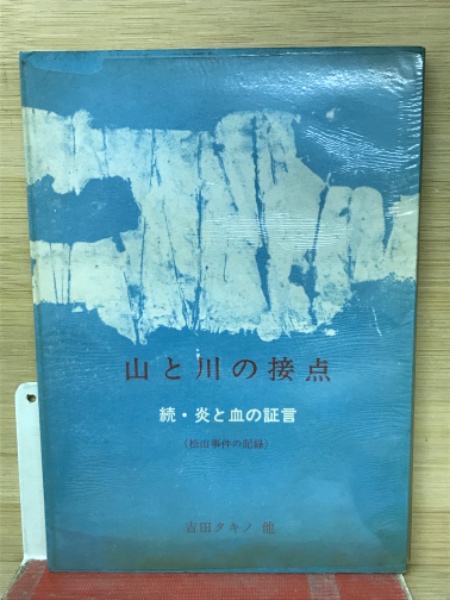 山と川の接点
続・炎と血の証言
（松山事件の記録）
吉田タキノ 他